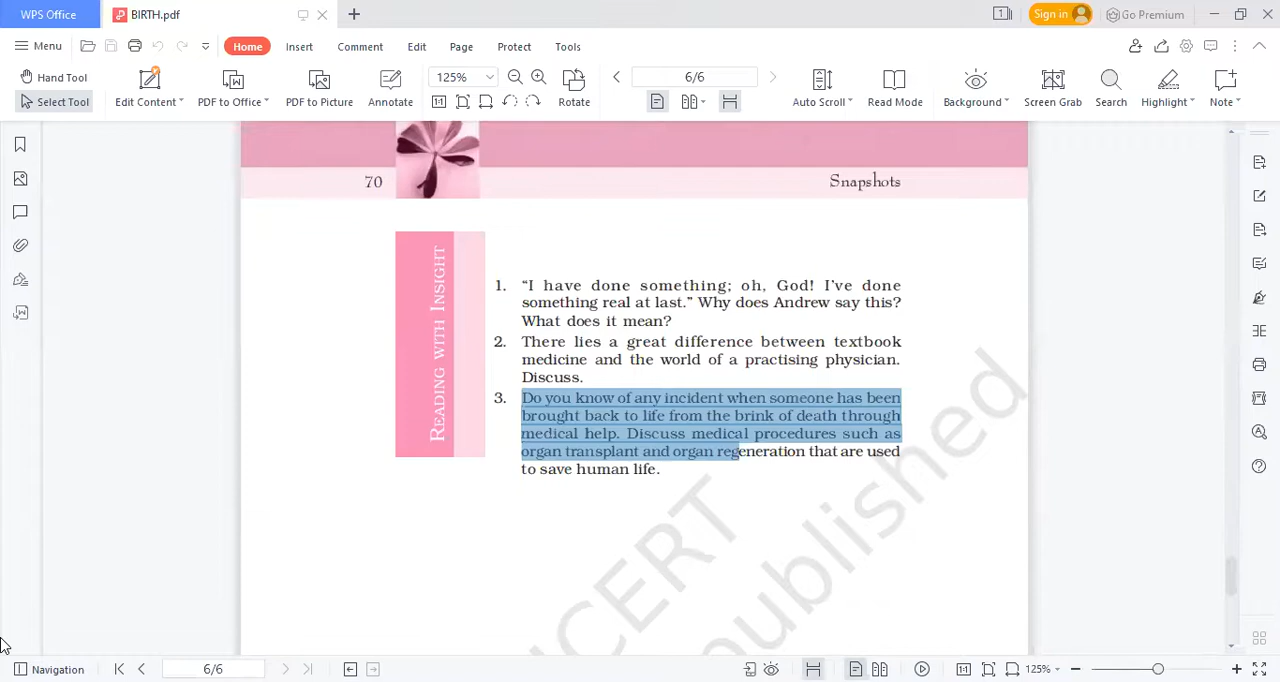 WPS Office
BIRTH.pdf
1
Sign in
Go Premium
Menu
Home
Insert
Comment
Edit
Page
Protect
Tools
Hand Tool
Select Tool
Edit Content
PDF to Office
PDF to Picture
Annotate
125%
Rotate
6/6
Auto Scroll
Read Mode
Background
Screen Grab
Search
Highlight
Note
70
Snapshots
READING WITH INSIGHT
1. “I have done something; oh, God! I’ve done
something real at last.” Why does Andrew say this?
What does it mean?
2. There lies a great difference between textbook
medicine and the world of a practising physician.
Discuss.
3. Do you know of any incident when someone has been
brought back to life from the brink of death through
medical help. Discuss medical procedures such as
organ transplant and organ regeneration that are used
to save human life.
NCERT
published
Navigation
6/6
125%